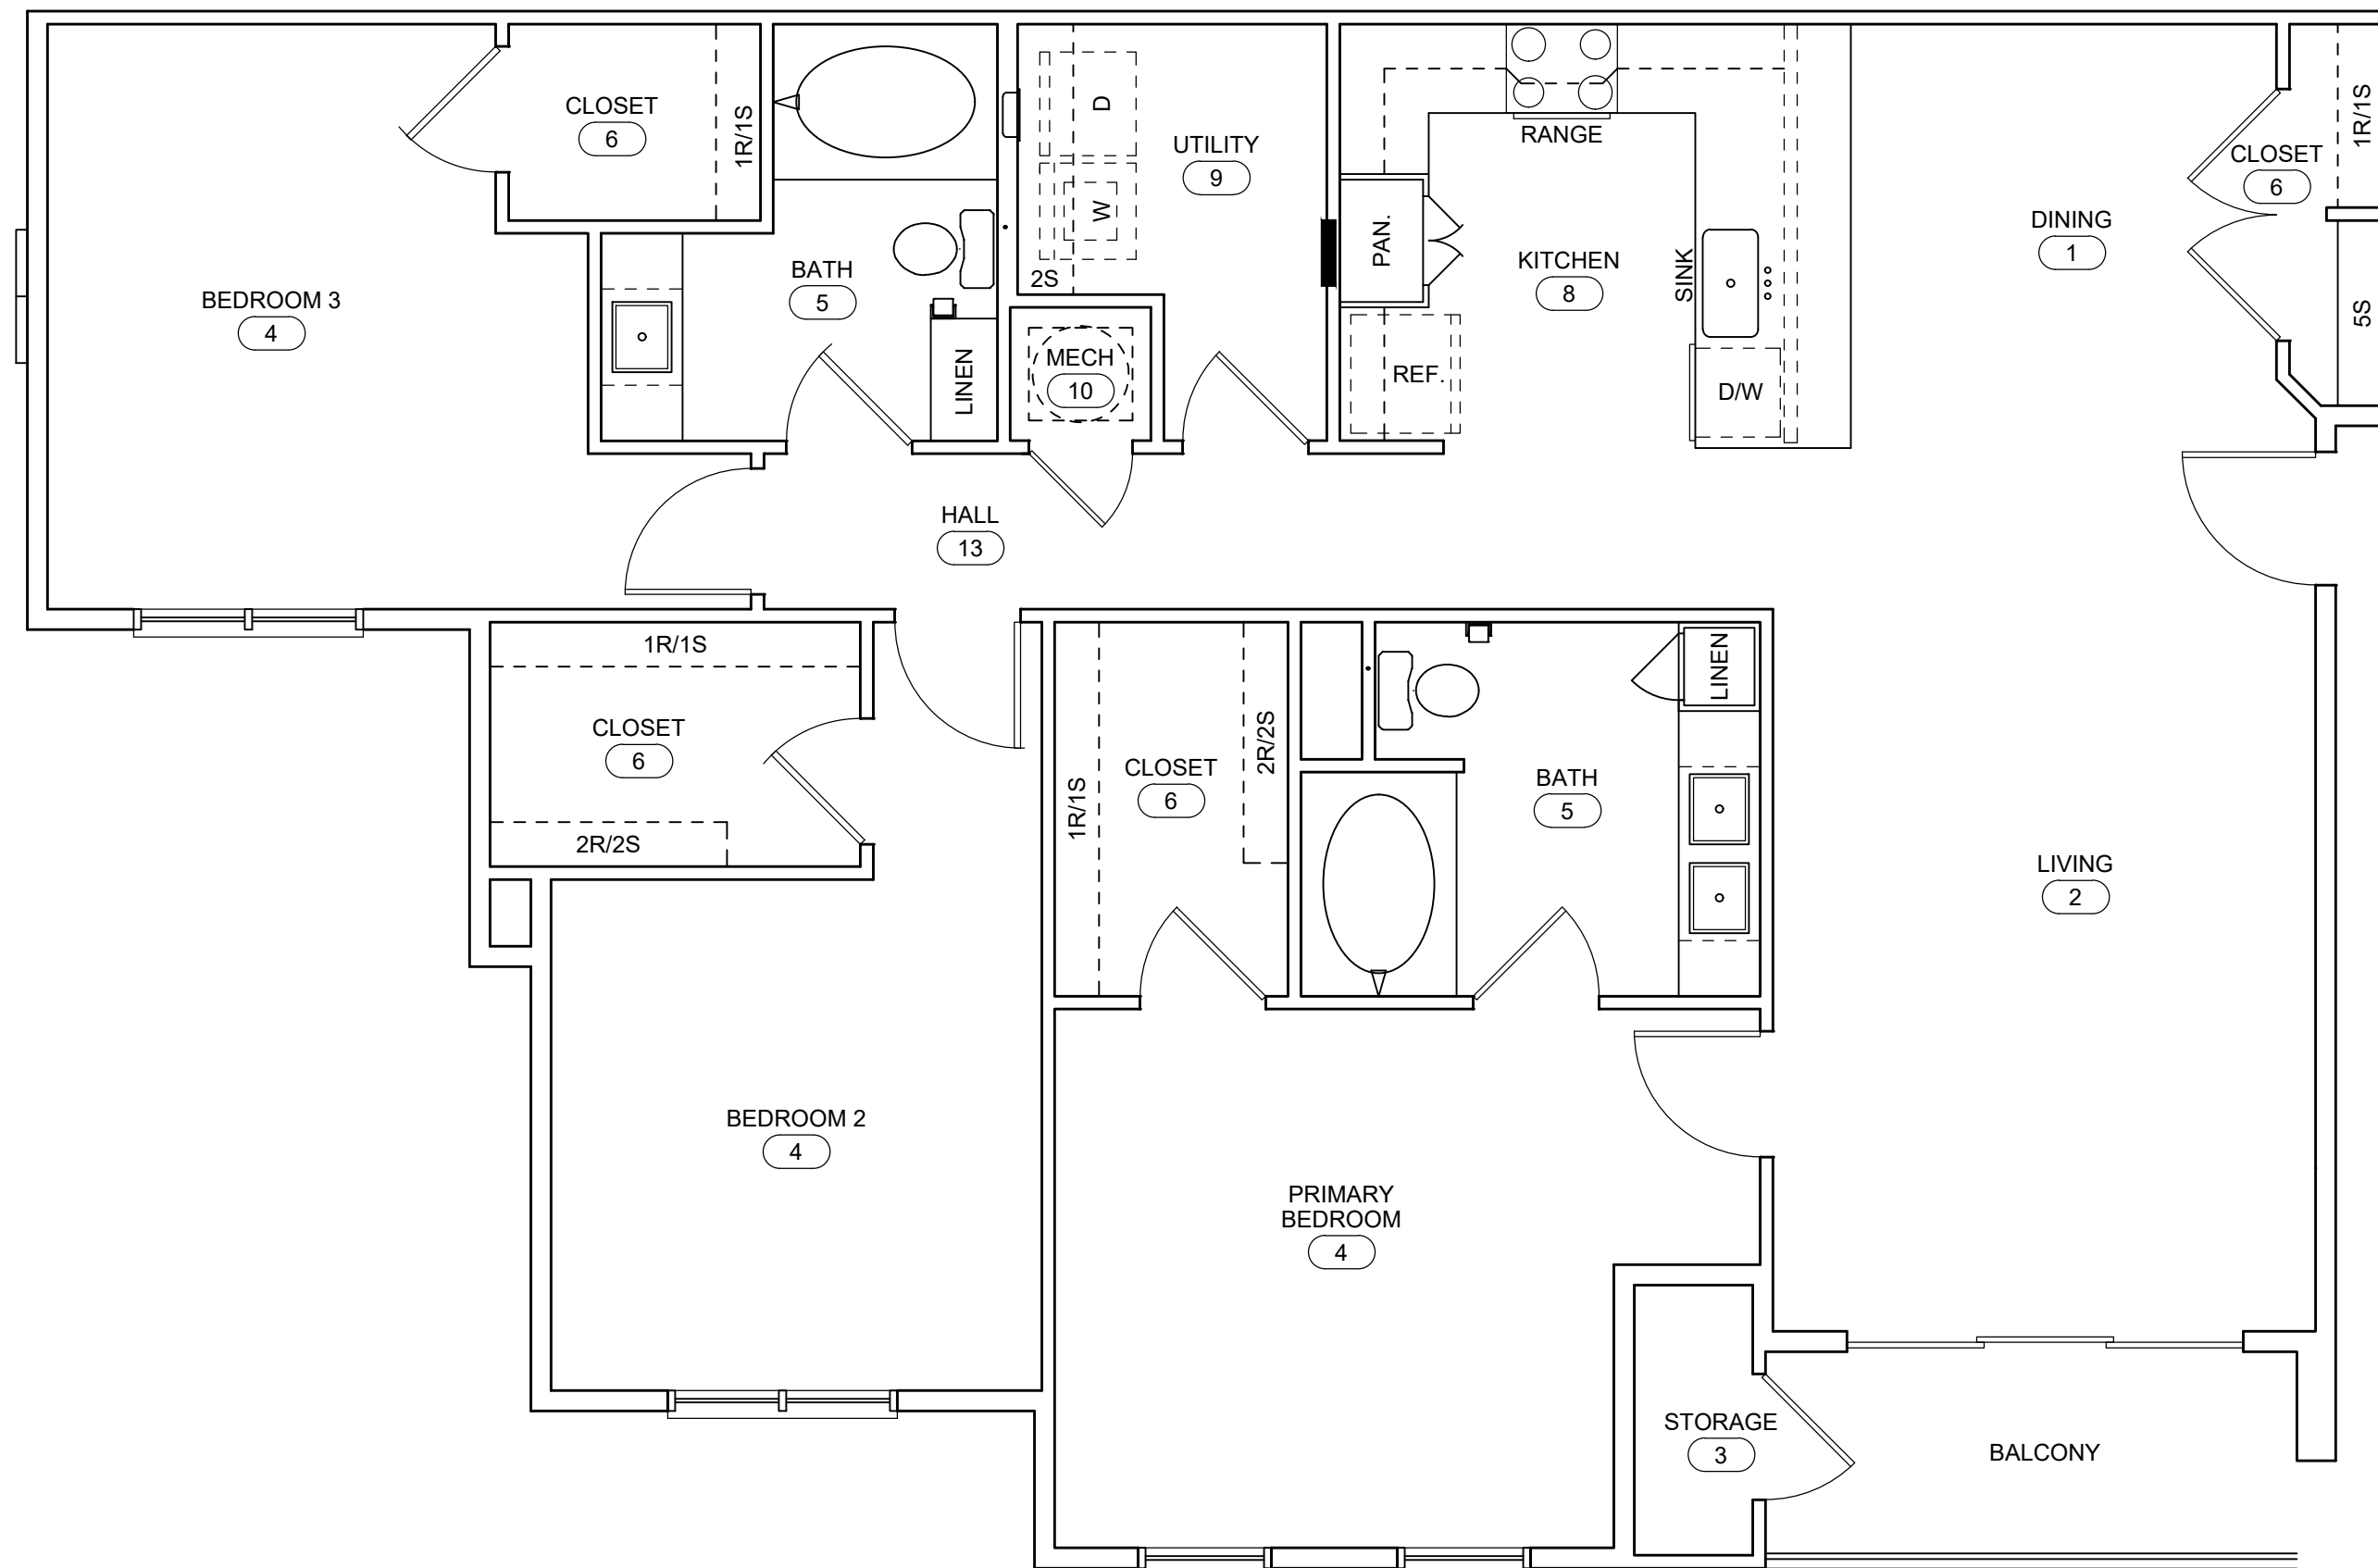 CLOSET
6
1R/1S
BEDROOM 3
4
BATH
5
LINEN
D
W
2S
UTILITY
9
MECH
10
PAN.
REF.
RANGE
KITCHEN
8
SINK
D/W
DINING
1
CLOSET
6
1R/1S
5S
HALL
13
1R/1S
CLOSET
6
2R/2S
1R/1S
CLOSET
6
2R/2S
LINEN
BATH
5
LIVING
2
BEDROOM 2
4
PRIMARY
BEDROOM
4
STORAGE
3
BALCONY